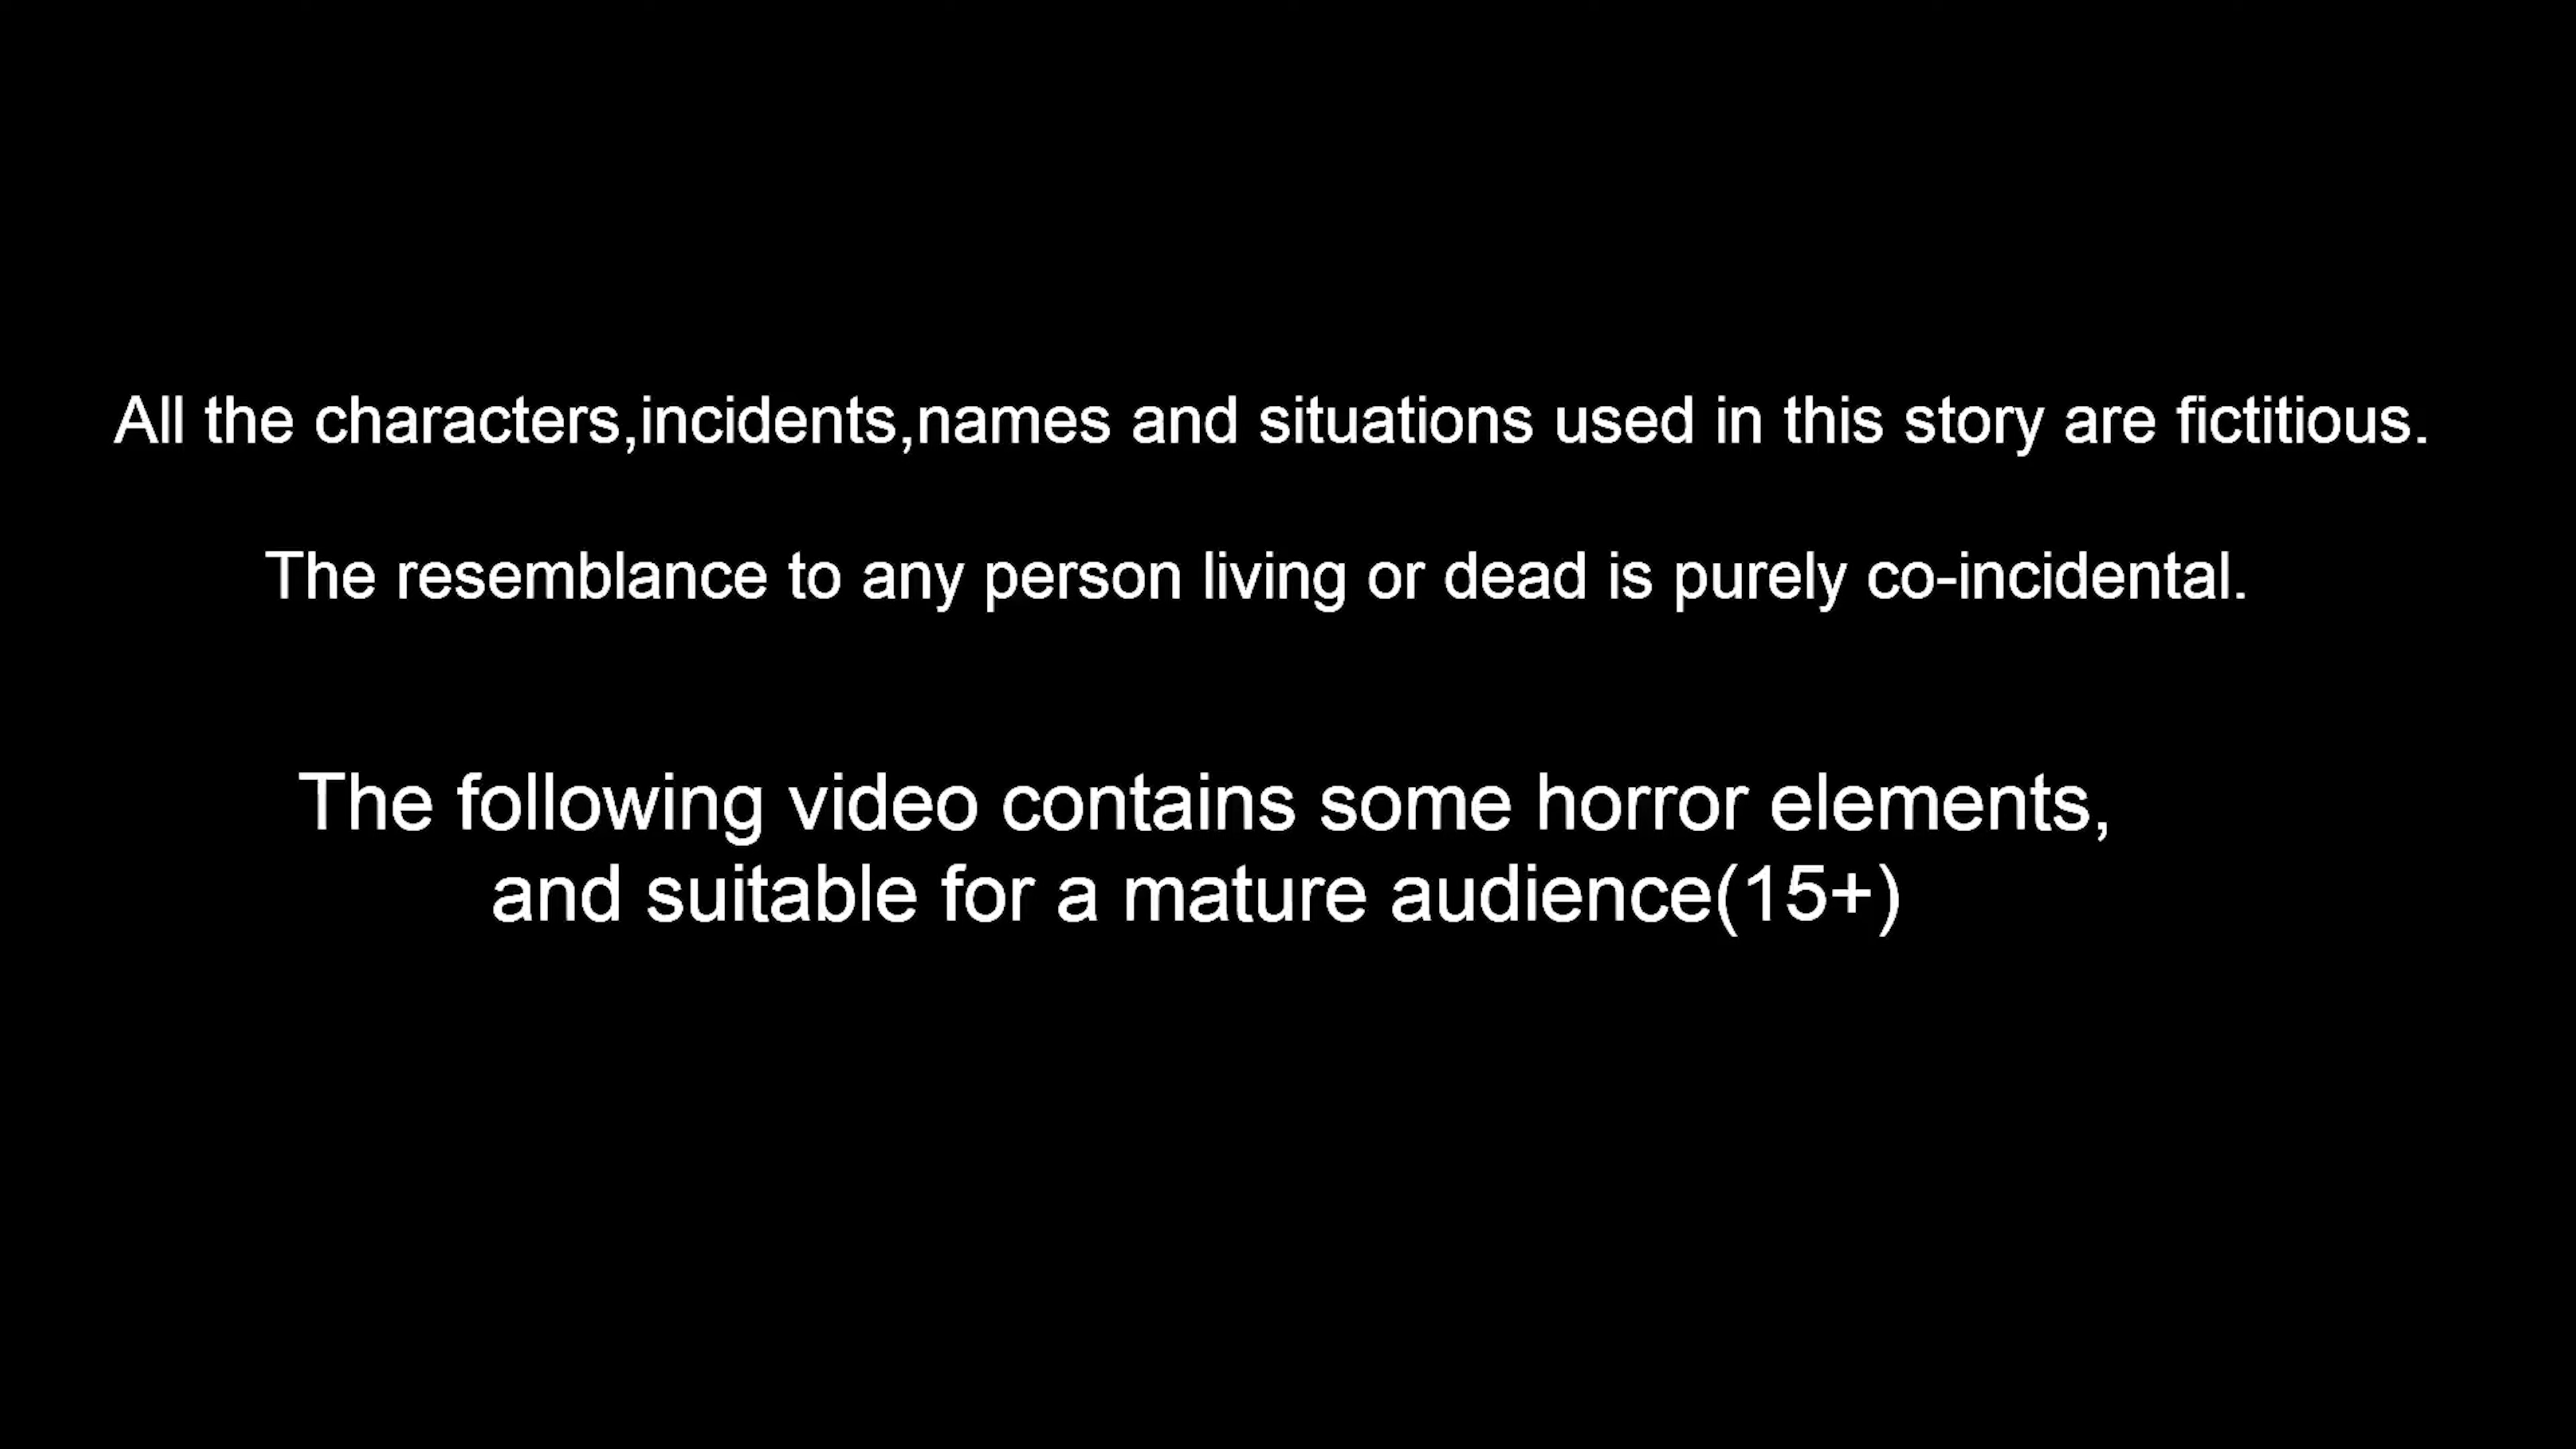 All the characters,incidents,names and situations used in this story are fictitious.
The resemblance to any person living or dead is purely co-incidental.
The following video contains some horror elements,
and suitable for a mature audience(15+)